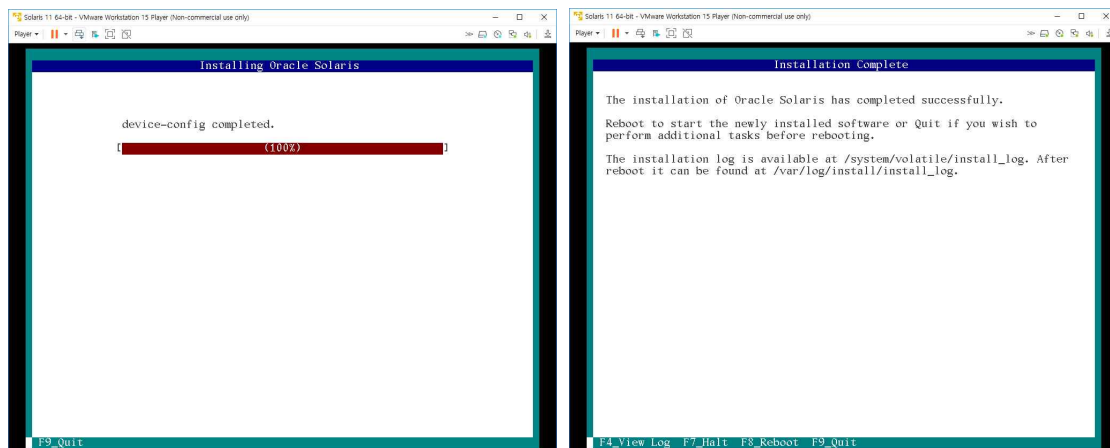 Solaris 11 64-bit - VMware Workstation 15 Player (Non-commercial use only)
Player
Installing Oracle Solaris
device-config completed.
[ (100%) ]
F9_Quit
Solaris 11 64-bit - VMware Workstation 15 Player (Non-commercial use only)
Player
Installation Complete
The installation of Oracle Solaris has completed successfully.
Reboot to start the newly installed software or Quit if you wish to
perform additional tasks before rebooting.
The installation log is available at /system/volatile/install_log. After
reboot it can be found at /var/log/install/install_log.
F4_View Log F7_Halt F8_Reboot F9_Quit